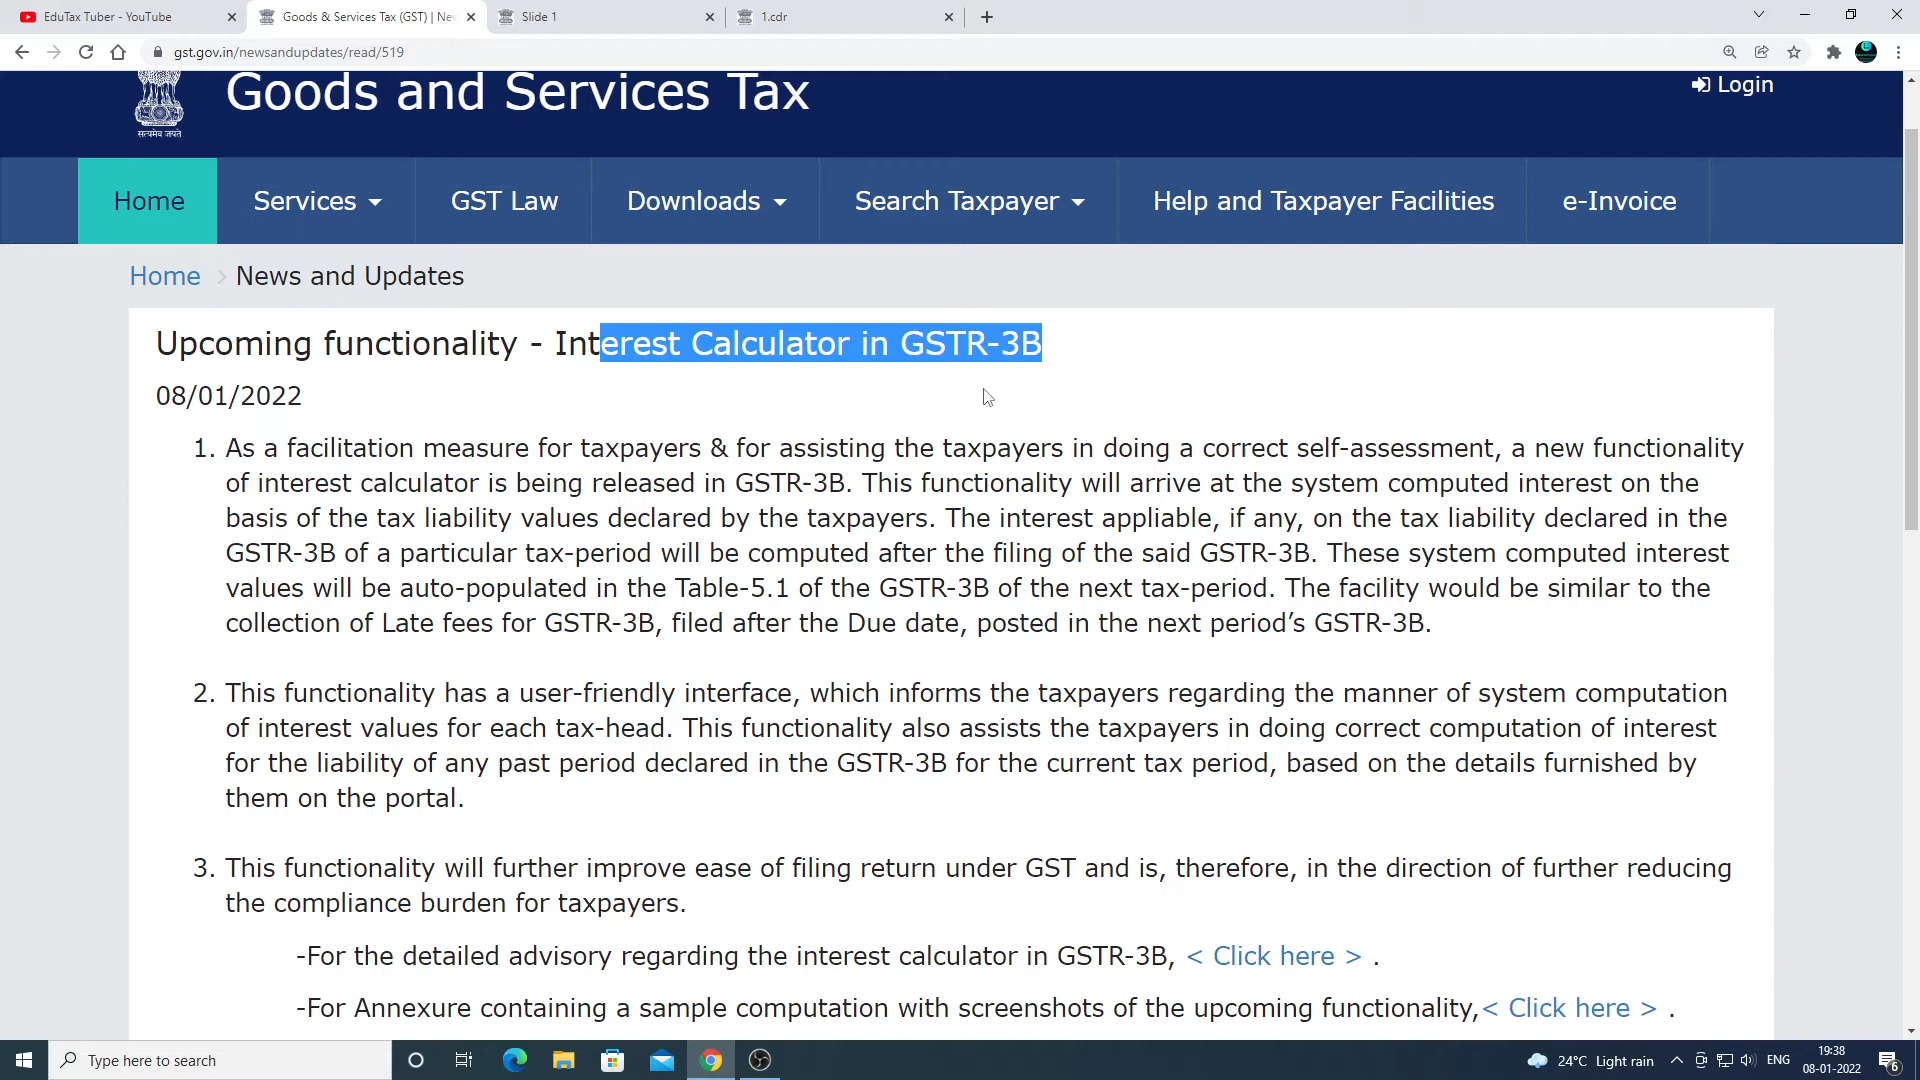 EduTax Tuber - YouTube
Goods & Services Tax (GST) | New
Slide 1
1.cdr
gst.gov.in/newsandupdates/read/519
सत्यमेव जयते
Goods and Services Tax
Login
Home
Services
GST Law
Downloads
Search Taxpayer
Help and Taxpayer Facilities
e-Invoice
Home > News and Updates
Upcoming functionality - Interest Calculator in GSTR-3B
08/01/2022
1. As a facilitation measure for taxpayers & for assisting the taxpayers in doing a correct self-assessment, a new functionality
of interest calculator is being released in GSTR-3B. This functionality will arrive at the system computed interest on the
basis of the tax liability values declared by the taxpayers. The interest appliable, if any, on the tax liability declared in the
GSTR-3B of a particular tax-period will be computed after the filing of the said GSTR-3B. These system computed interest
values will be auto-populated in the Table-5.1 of the GSTR-3B of the next tax-period. The facility would be similar to the
collection of Late fees for GSTR-3B, filed after the Due date, posted in the next period’s GSTR-3B.
2. This functionality has a user-friendly interface, which informs the taxpayers regarding the manner of system computation
of interest values for each tax-head. This functionality also assists the taxpayers in doing correct computation of interest
for the liability of any past period declared in the GSTR-3B for the current tax period, based on the details furnished by
them on the portal.
3. This functionality will further improve ease of filing return under GST and is, therefore, in the direction of further reducing
the compliance burden for taxpayers.
-For the detailed advisory regarding the interest calculator in GSTR-3B, < Click here > .
-For Annexure containing a sample computation with screenshots of the upcoming functionality,< Click here > .
Type here to search
24°C Light rain
ENG
19:38
08-01-2022
6